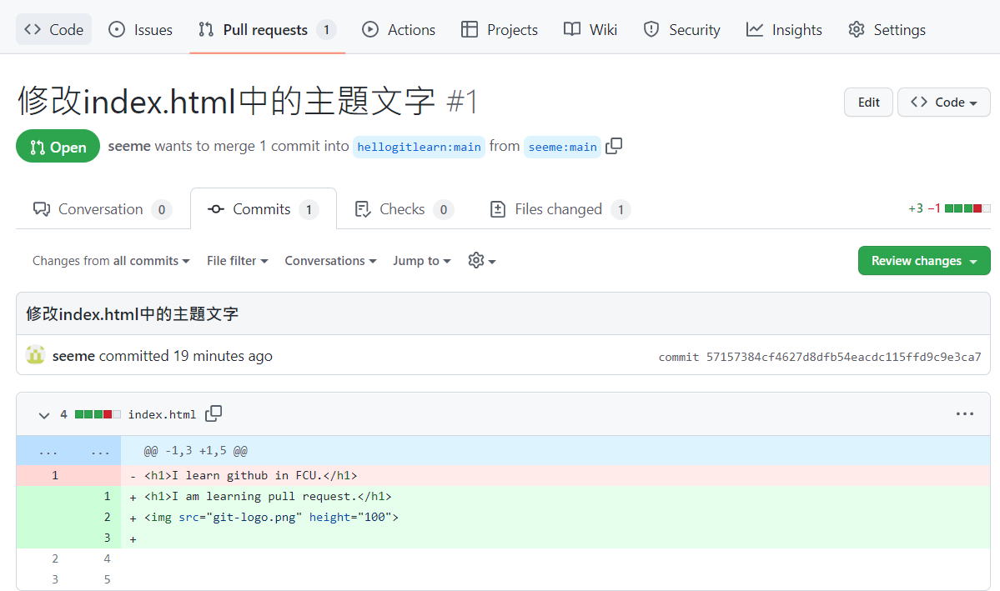 Code Issues Pull requests 1 Actions Projects Wiki Security Insights Settings
修改index.html中的主題文字 #1
Edit Code
Open seeme wants to merge 1 commit into hellogitlearn:main from seeme:main
Conversation 0 Commits 1 Checks 0 Files changed 1 +3 −1
Changes from all commits File filter Conversations Jump to Review changes
修改index.html中的主題文字
seeme committed 19 minutes ago commit 57157384cf4627d8dfb54eacdc115ffd9c9e3ca7
4 index.html ...
... ... @@ -1,3 +1,5 @@
1 - <h1>I learn github in FCU.</h1>
1 + <h1>I am learning pull request.</h1>
2 + <img src="git-logo.png" height="100">
3 +
2 4
3 5